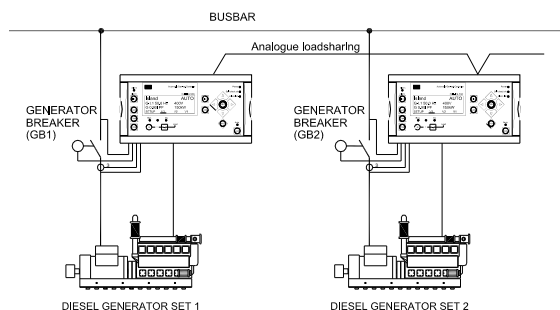 BUSBAR
Analogue loadsharing
Island AUTO
GENERATOR
BREAKER
(GB1)
Island AUTO
GENERATOR
BREAKER
(GB2)
DIESEL GENERATOR SET 1
DIESEL GENERATOR SET 2